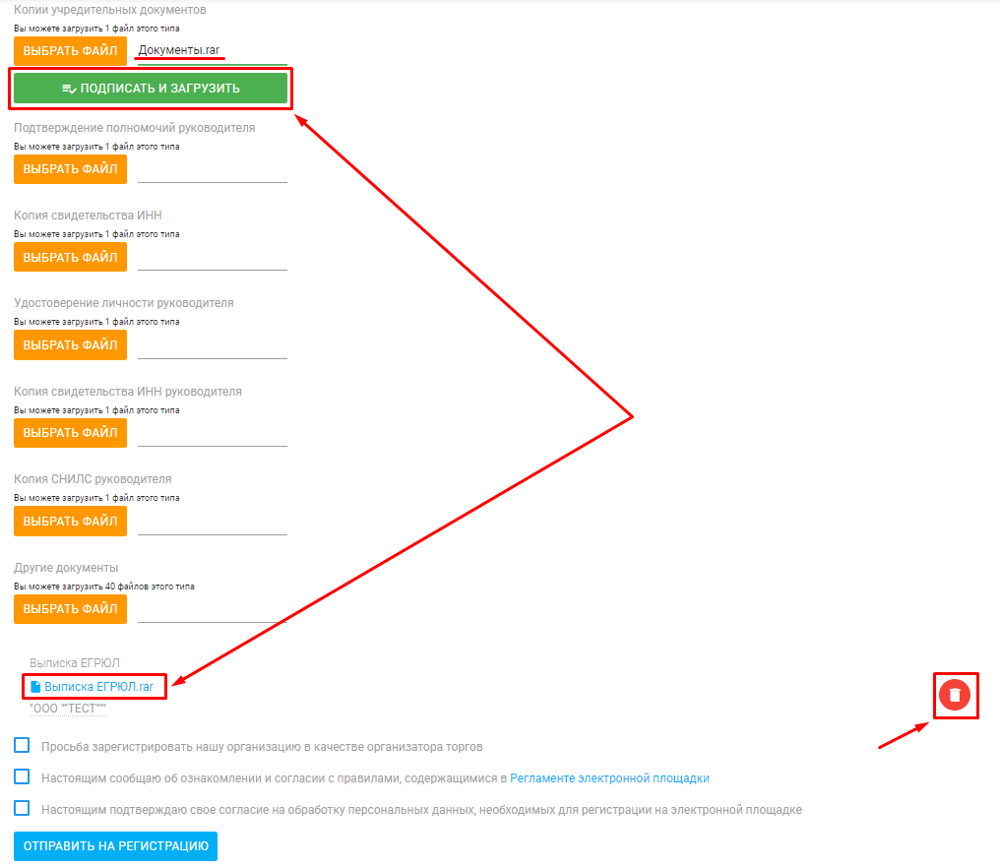 Копии учредительных документов
Вы можете загрузить 1 файл этого типа
ВЫБРАТЬ ФАЙЛ Документы.rar
ПОДПИСАТЬ И ЗАГРУЗИТЬ
Подтверждение полномочий руководителя
Вы можете загрузить 1 файл этого типа
ВЫБРАТЬ ФАЙЛ
Копия свидетельства ИНН
Вы можете загрузить 1 файл этого типа
ВЫБРАТЬ ФАЙЛ
Удостоверение личности руководителя
Вы можете загрузить 1 файл этого типа
ВЫБРАТЬ ФАЙЛ
Копия свидетельства ИНН руководителя
Вы можете загрузить 1 файл этого типа
ВЫБРАТЬ ФАЙЛ
Копия СНИЛС руководителя
Вы можете загрузить 1 файл этого типа
ВЫБРАТЬ ФАЙЛ
Другие документы
Вы можете загрузить 40 файлов этого типа
ВЫБРАТЬ ФАЙЛ
Выписка ЕГРЮЛ
Выписка ЕГРЮЛ.rar
"ООО ""ТЕСТ"""
Просьба зарегистрировать нашу организацию в качестве организатора торгов
Настоящим сообщаю об ознакомлении и согласии с правилами, содержащимися в Регламенте электронной площадки
Настоящим подтверждаю свое согласие на обработку персональных данных, необходимых для регистрации на электронной площадке
ОТПРАВИТЬ НА РЕГИСТРАЦИЮ